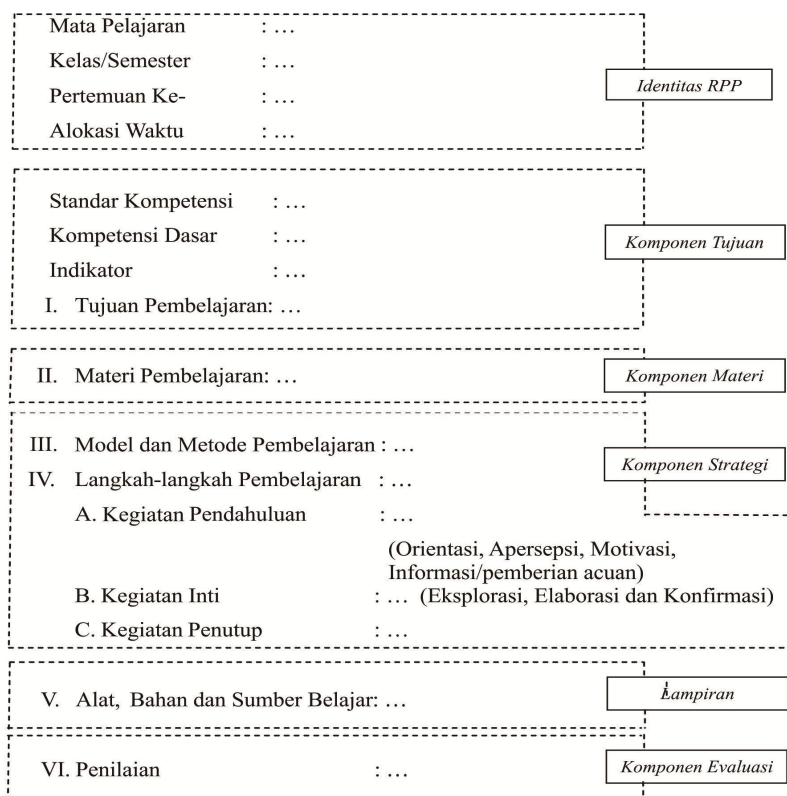 Mata Pelajaran : ...
Kelas/Semester : ...
Identitas RPP
Pertemuan Ke- : ...
Alokasi Waktu : ...
Standar Kompetensi : ...
Kompetensi Dasar : ...
Komponen Tujuan
Indikator : ...
I. Tujuan Pembelajaran: ...
II. Materi Pembelajaran: ...
Komponen Materi
III. Model dan Metode Pembelajaran : ...
Komponen Strategi
IV. Langkah-langkah Pembelajaran : ...
A. Kegiatan Pendahuluan : ...
(Orientasi, Apersepsi, Motivasi,
Informasi/pemberian acuan)
B. Kegiatan Inti : ... (Eksplorasi, Elaborasi dan Konfirmasi)
C. Kegiatan Penutup : ...
V. Alat, Bahan dan Sumber Belajar: ...
Lampiran
VI. Penilaian : ...
Komponen Evaluasi